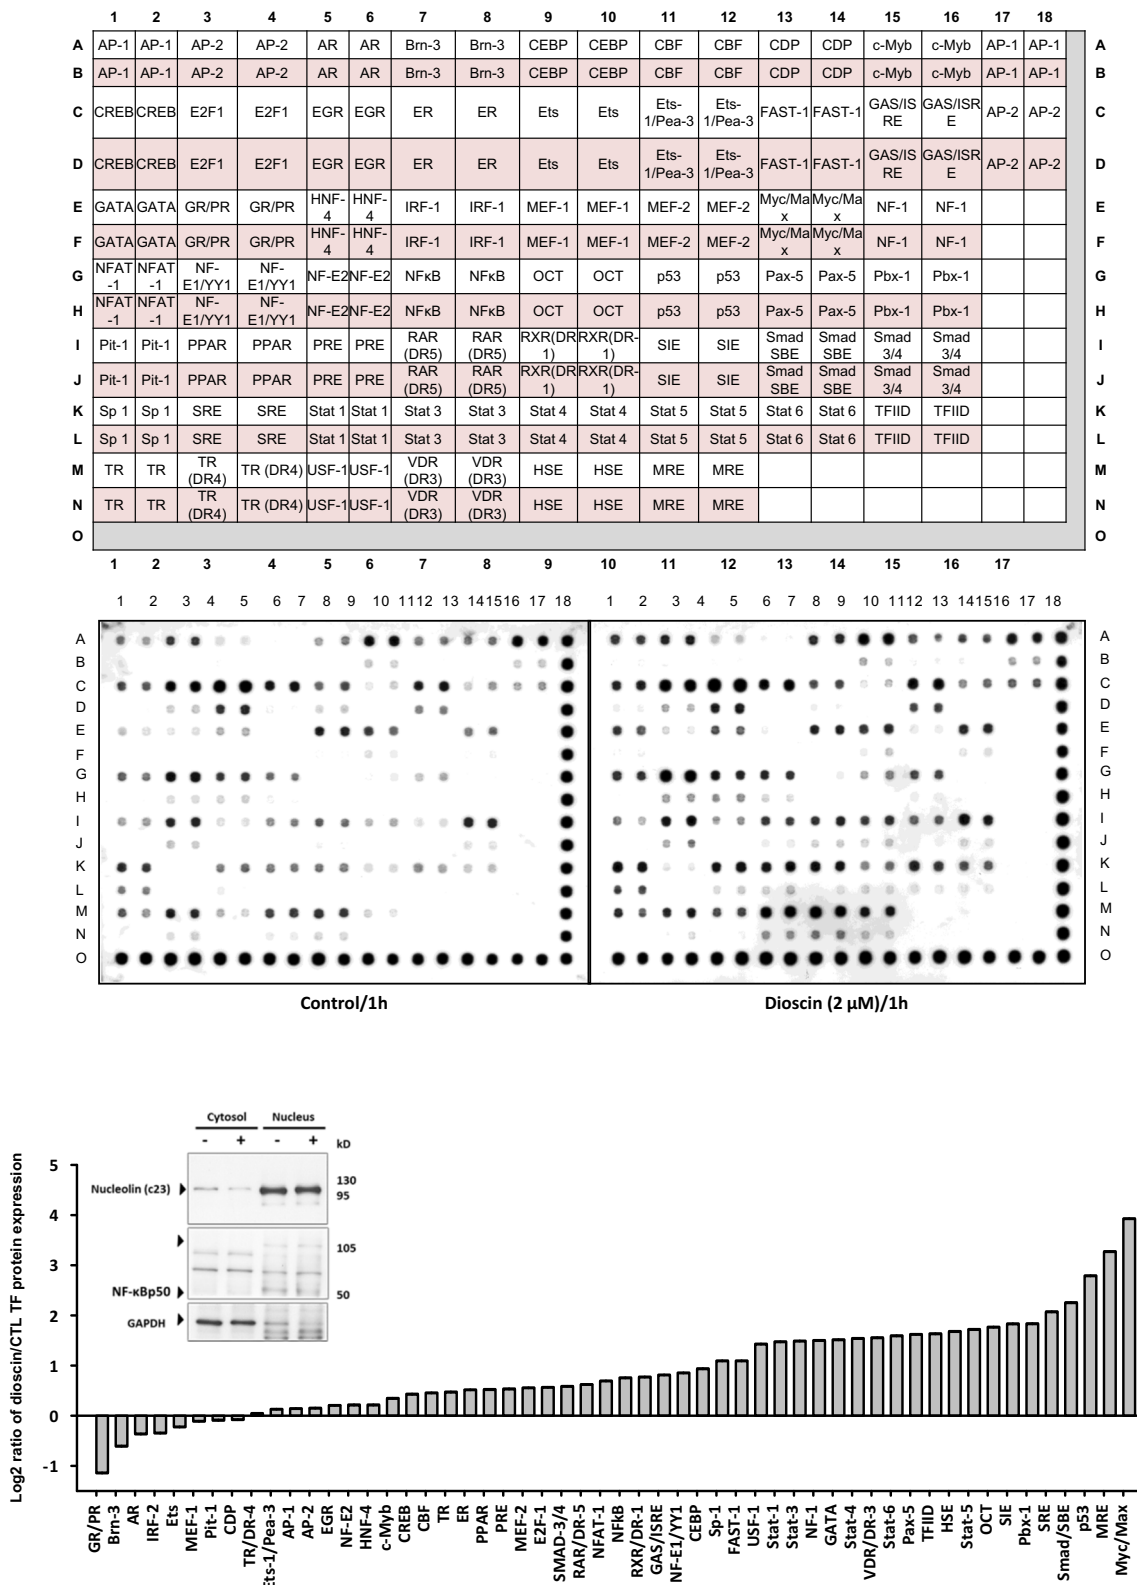 1 2 3 4 5 6 7 8 9 10 11 12 13 14 15 16 17 18
A AP-1 AP-1 AP-2 AP-2 AR AR Brn-3 Brn-3 CEBP CEBP CBF CBF CDP CDP c-Myb c-Myb AP-1 AP-1 A
B AP-1 AP-1 AP-2 AP-2 AR AR Brn-3 Brn-3 CEBP CEBP CBF CBF CDP CDP c-Myb c-Myb AP-1 AP-1 B
C CREB CREB E2F1 E2F1 EGR EGR ER ER Ets Ets Ets-1/Pea-3 Ets-1/Pea-3 FAST-1 FAST-1 GAS/ISRE GAS/ISRE AP-2 AP-2 C
D CREB CREB E2F1 E2F1 EGR EGR ER ER Ets Ets Ets-1/Pea-3 Ets-1/Pea-3 FAST-1 FAST-1 GAS/ISRE GAS/ISRE AP-2 AP-2 D
E GATA GATA GR/PR GR/PR HNF-4 HNF-4 IRF-1 IRF-1 MEF-1 MEF-1 MEF-2 MEF-2 Myc/Max Myc/Max NF-1 NF-1 E
F GATA GATA GR/PR GR/PR HNF-4 HNF-4 IRF-1 IRF-1 MEF-1 MEF-1 MEF-2 MEF-2 Myc/Max Myc/Max NF-1 NF-1 F
G NFAT-1 NFAT-1 NF-E1/YY1 NF-E1/YY1 NF-E2 NF-E2 NFκB NFκB OCT OCT p53 p53 Pax-5 Pax-5 Pbx-1 Pbx-1 G
H NFAT-1 NFAT-1 NF-E1/YY1 NF-E1/YY1 NF-E2 NF-E2 NFκB NFκB OCT OCT p53 p53 Pax-5 Pax-5 Pbx-1 Pbx-1 H
I Pit-1 Pit-1 PPAR PPAR PRE PRE RAR (DR5) RAR (DR5) RXR(DR-1) RXR(DR-1) SIE SIE Smad SBE Smad SBE Smad 3/4 Smad 3/4 I
J Pit-1 Pit-1 PPAR PPAR PRE PRE RAR (DR5) RAR (DR5) RXR(DR-1) RXR(DR-1) SIE SIE Smad SBE Smad SBE Smad 3/4 Smad 3/4 J
K Sp 1 Sp 1 SRE SRE Stat 1 Stat 1 Stat 3 Stat 3 Stat 4 Stat 4 Stat 5 Stat 5 Stat 6 Stat 6 TFIID TFIID K
L Sp 1 Sp 1 SRE SRE Stat 1 Stat 1 Stat 3 Stat 3 Stat 4 Stat 4 Stat 5 Stat 5 Stat 6 Stat 6 TFIID TFIID L
M TR TR TR (DR4) TR (DR4) USF-1 USF-1 VDR (DR3) VDR (DR3) HSE HSE MRE MRE M
N TR TR TR (DR4) TR (DR4) USF-1 USF-1 VDR (DR3) VDR (DR3) HSE HSE MRE MRE N
O O
1 2 3 4 5 6 7 8 9 10 11 12 13 14 15 16 17
1 2 3 4 5 6 7 8 9 10 11 12 13 14 15 16 17 18 1 2 3 4 5 6 7 8 9 10 11 12 13 14 15 16 17 18
A A
B B
C C
D D
E E
F F
G G
H H
I I
J J
K K
L L
M M
N N
O O
Control/1h Dioscin (2 µM)/1h
Cytosol Nucleus
- + - + kD
Nucleolin (c23) 130
95
105
NF-κBp50 50
GAPDH
Log2 ratio of dioscin/CTL TF protein expression
5
4
3
2
1
0
-1
GR/PR
Brn-3
AR
IRF-2
Ets
MEF-1
Pit-1
CDP
TR/DR-4
Ets-1/Pea-3
AP-1
AP-2
EGR
NF-E2
HNF-4
c-Myb
CREB
CBF
TR
ER
PPAR
PRE
MEF-2
E2F-1
SMAD-3/4
RAR/DR-5
NFAT-1
NFkB
RXR/DR-1
GAS/ISRE
NF-E1/YY1
CEBP
Sp-1
FAST-1
USF-1
Stat-1
Stat-3
NF-1
GATA
Stat-4
VDR/DR-3
Stat-6
Pax-5
TFIID
HSE
Stat-5
OCT
SIE
Pbx-1
SRE
Smad/SBE
p53
MRE
Myc/Max